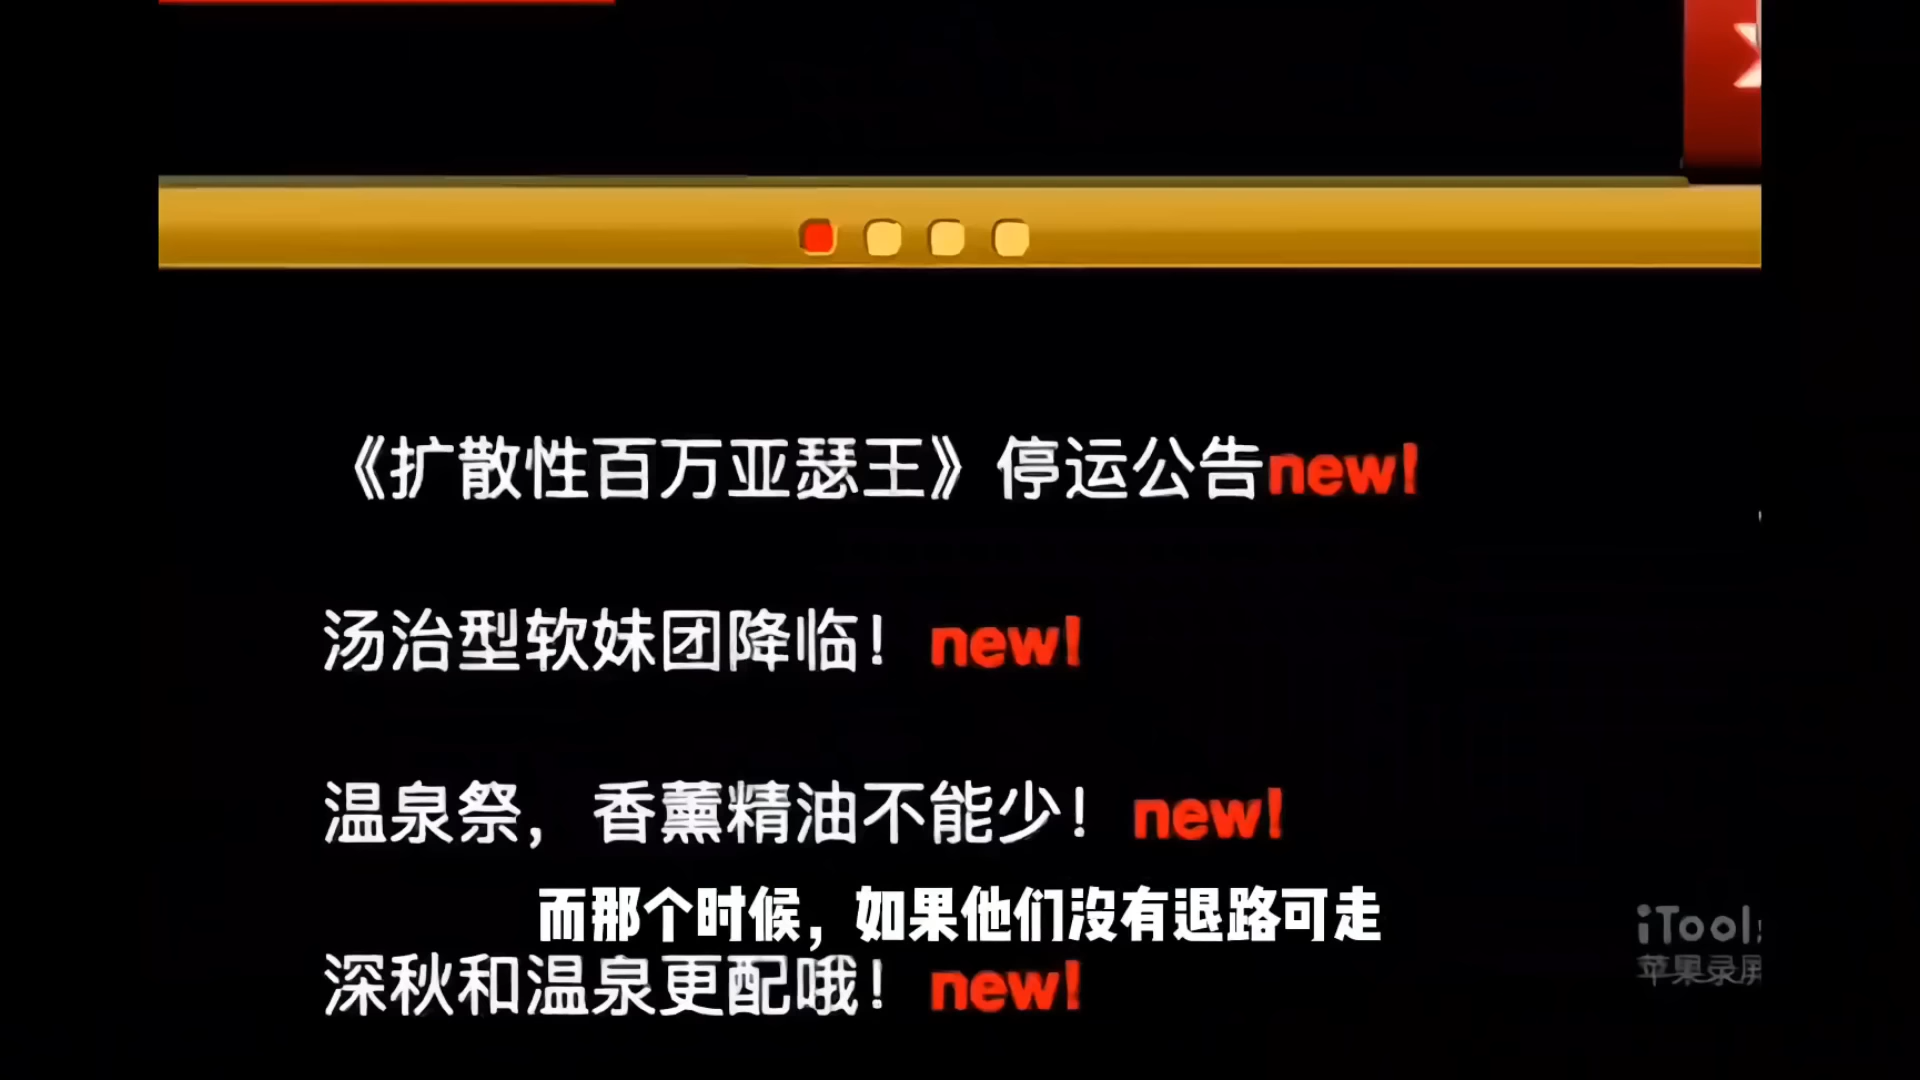 《扩散性百万亚瑟王》停运公告new!
汤治型软妹团降临！new!
温泉祭，香薰精油不能少！new!
而那个时候，如果他们没有退路可走
深秋和温泉更配哦！new!
iTool
苹果录屏